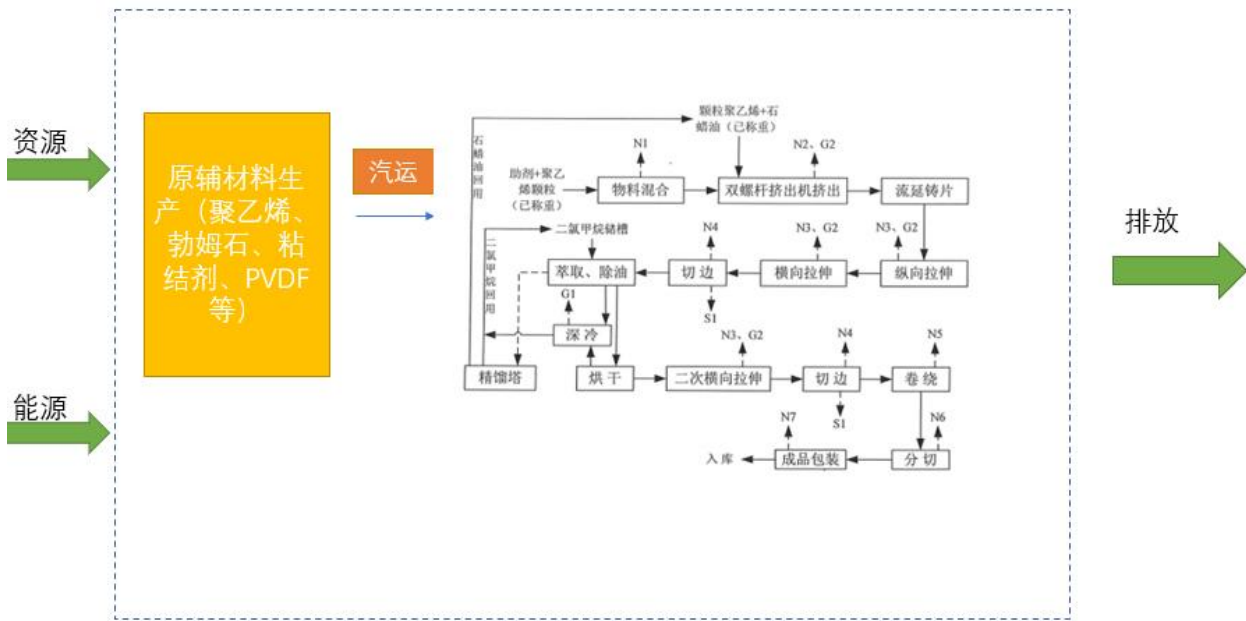 资源
能源
原辅材料生
产（聚乙烯、
勃姆石、粘
结剂、PVDF
等）
汽运
石蜡油回用
颗粒聚乙烯+石
蜡油（已称重）
N1
N2、G2
助剂+聚乙
烯颗粒
（已称重）
物料混合
双螺杆挤出机挤出
流延铸片
二氯甲烷回用
二氯甲烷储槽
N4
N3、G2
N3、G2
萃取、除油
切边
横向拉伸
纵向拉伸
G1
S1
深冷
N3、G2
N4
N5
精馏塔
烘干
二次横向拉伸
切边
卷绕
S1
N7
N6
入库
成品包装
分切
排放